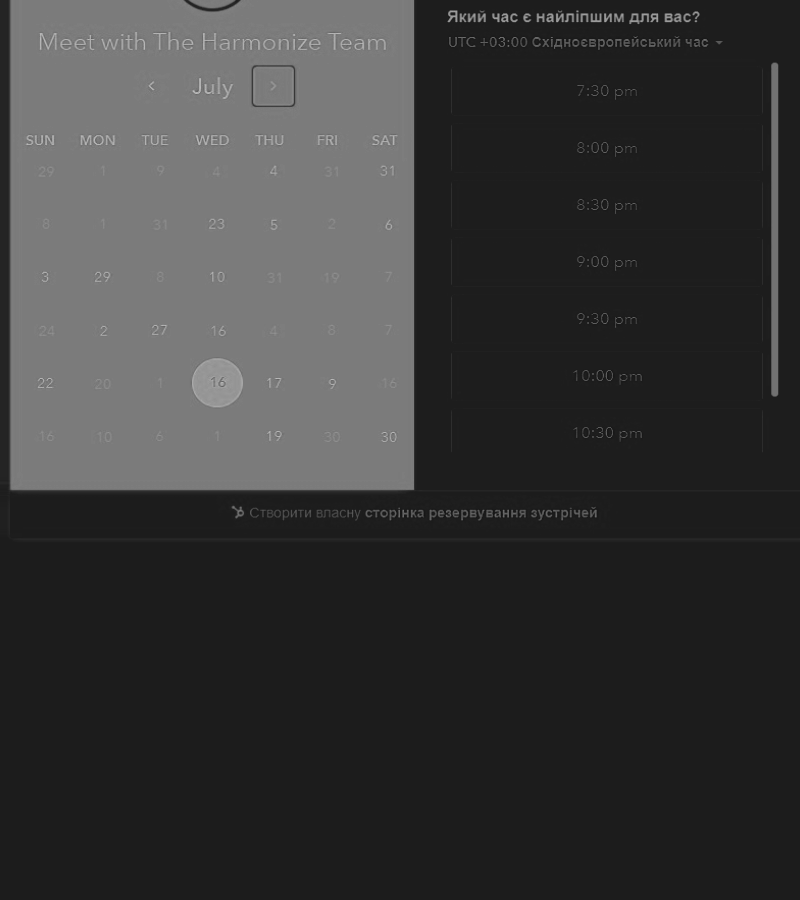 Meet with The Harmonize Team
July
SUN MON TUE WED THU FRI SAT
29 1 9 4 4 31 31
8 1 31 23 5 2 6
3 29 8 10 31 19 7
24 2 27 16 4 8 7
22 20 1 16 17 9 16
16 10 6 1 19 30 30
Який час є найліпшим для вас?
UTC +03:00 Східноєвропейський час
7:30 pm
8:00 pm
8:30 pm
9:00 pm
9:30 pm
10:00 pm
10:30 pm
Створити власну сторінка резервування зустрічей